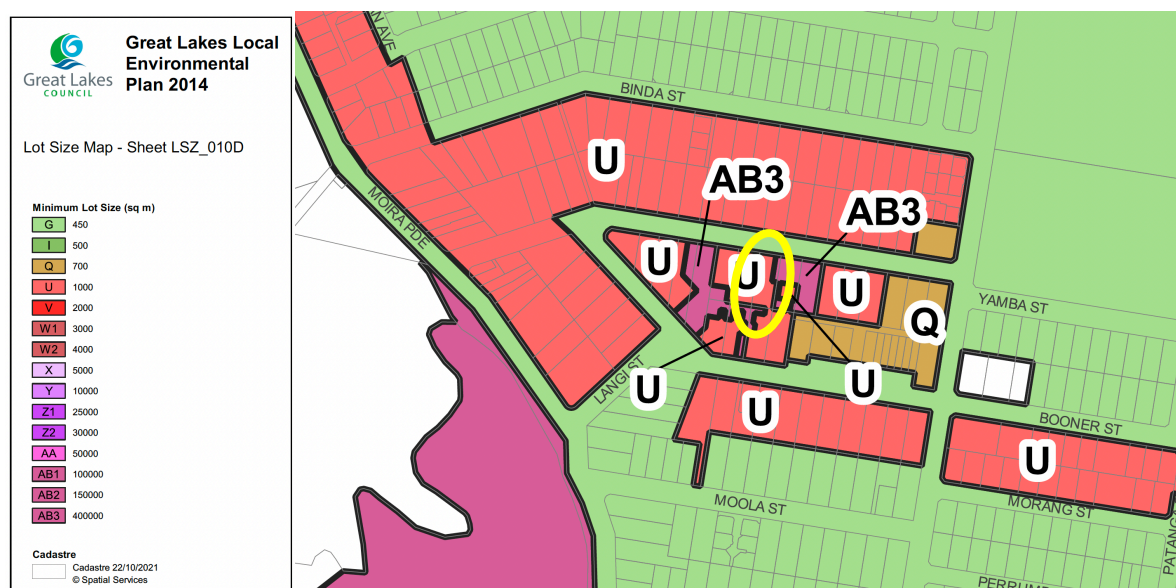 Great Lakes
COUNCIL
Great Lakes Local
Environmental
Plan 2014
Lot Size Map - Sheet LSZ_010D
Minimum Lot Size (sq m)
G 450
I 500
Q 700
U 1000
V 2000
W1 3000
W2 4000
X 5000
Y 10000
Z1 25000
Z2 30000
AA 50000
AB1 100000
AB2 150000
AB3 400000
Cadastre
Cadastre 22/10/2021
© Spatial Services
AVE
BINDA ST
U
AB3
AB3
MOIRA PDE
U
U
U
YAMBA ST
Q
LANGI ST
U
U
U
BOONER ST
U
MOOLA ST
MORANG ST